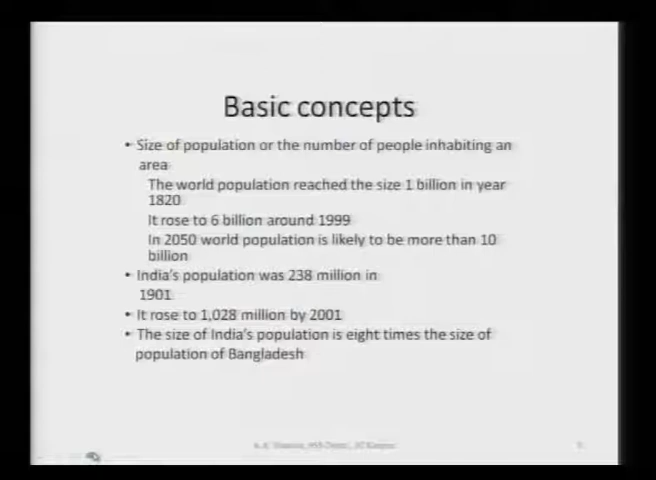 Basic concepts
• Size of population or the number of people inhabiting an
area
The world population reached the size 1 billion in year
1820
It rose to 6 billion around 1999
In 2050 world population is likely to be more than 10
billion
• India's population was 238 million in
1901
• It rose to 1,028 million by 2001
• The size of India's population is eight times the size of
population of Bangladesh